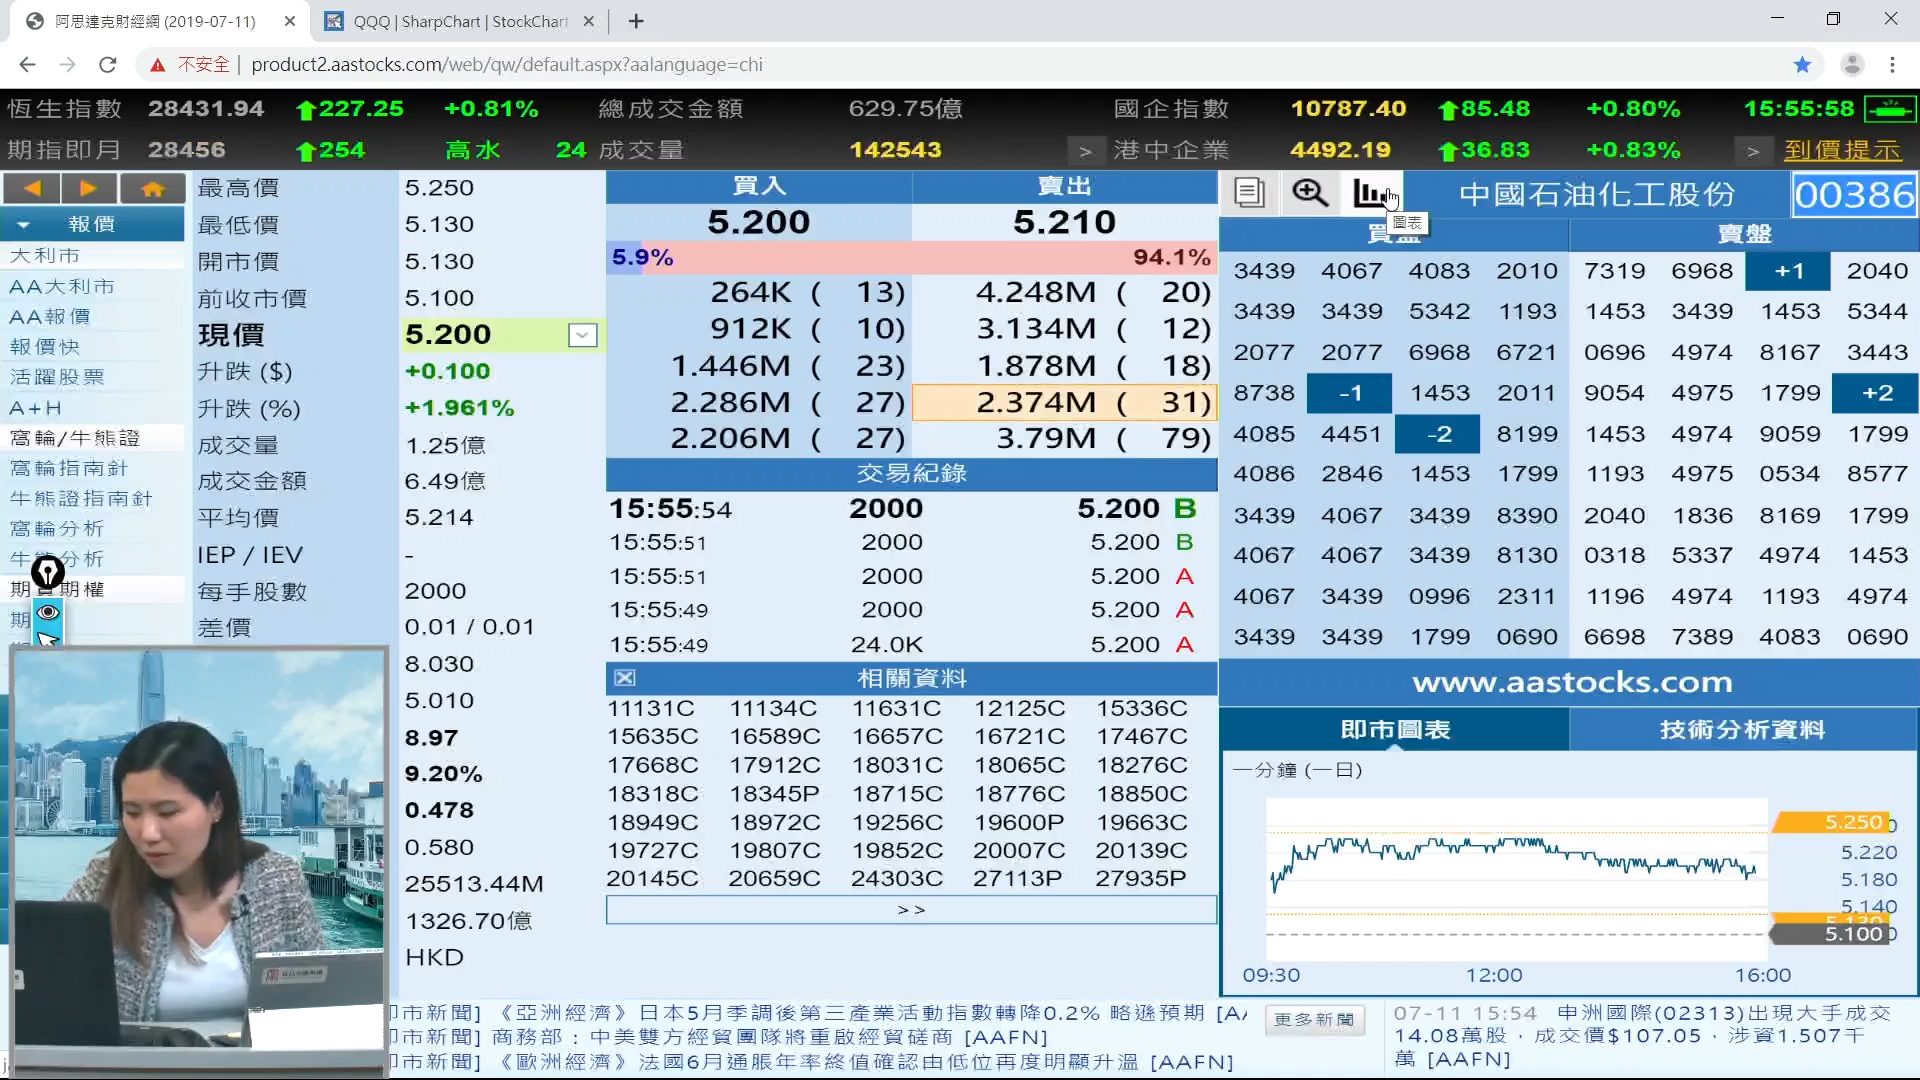 阿思達克財經網 (2019-07-11)
QQQ | SharpChart | StockChart
不安全 | product2.aastocks.com/web/qw/default.aspx?aalanguage=chi
恆生指數 28431.94 227.25 +0.81% 總成交金額 629.75億 國企指數 10787.40 85.48 +0.80% 15:55:58
期指即月 28456 254 高水 24 成交量 142543 > 港中企業 4492.19 36.83 +0.83% > 到價提示
報價
大利市
AA大利市
AA報價
報價快
活躍股票
A+H
窩輪/牛熊證
窩輪指南針
牛熊證指南針
窩輪分析
分析
期權
最高價 5.250
最低價 5.130
開市價 5.130
前收市價 5.100
現價 5.200
升跌 ($) +0.100
升跌 (%) +1.961%
成交量 1.25億
成交金額 6.49億
平均價 5.214
IEP / IEV -
每手股數 2000
差價 0.01 / 0.01
8.030
5.010
8.97
9.20%
0.478
0.580
25513.44M
1326.70億
HKD
買入 賣出
5.200 5.210
5.9% 94.1%
264K ( 13) 4.248M ( 20)
912K ( 10) 3.134M ( 12)
1.446M ( 23) 1.878M ( 18)
2.286M ( 27) 2.374M ( 31)
2.206M ( 27) 3.79M ( 79)
交易紀錄
15:55:54 2000 5.200 B
15:55:51 2000 5.200 B
15:55:51 2000 5.200 A
15:55:49 2000 5.200 A
15:55:49 24.0K 5.200 A
相關資料
11131C 11134C 11631C 12125C 15336C
15635C 16589C 16657C 16721C 17467C
17668C 17912C 18031C 18065C 18276C
18318C 18345P 18715C 18776C 18850C
18949C 18972C 19256C 19600P 19663C
19727C 19807C 19852C 20007C 20139C
20145C 20659C 24303C 27113P 27935P
>>
中國石油化工股份 00386
圖表
賣盤
3439 4067 4083 2010 7319 6968 +1 2040
3439 3439 5342 1193 1453 3439 1453 5344
2077 2077 6968 6721 0696 4974 8167 3443
8738 -1 1453 2011 9054 4975 1799 +2
4085 4451 -2 8199 1453 4974 9059 1799
4086 2846 1453 1799 1193 4975 0534 8577
3439 4067 3439 8390 2040 1836 8169 1799
4067 4067 3439 8130 0318 5337 4974 1453
4067 3439 0996 2311 1196 4974 1193 4974
3439 3439 1799 0690 6698 7389 4083 0690
www.aastocks.com
即市圖表 技術分析資料
一分鐘 (一日)
5.250
5.220
5.180
5.140
5.100
09:30 12:00 16:00
即市新聞] 《亞洲經濟》日本5月季調後第三產業活動指數轉降0.2% 略遜預期 [A
即市新聞] 商務部：中美雙方經貿團隊將重啟經貿磋商 [AAFN]
即市新聞] 《歐洲經濟》法國6月通脹年率終值確認由低位再度明顯升溫 [AAFN]
更多新聞
07-11 15:54 申洲國際(02313)出現大手成交
14.08萬股，成交價$107.05，涉資1.507千
萬 [AAFN]